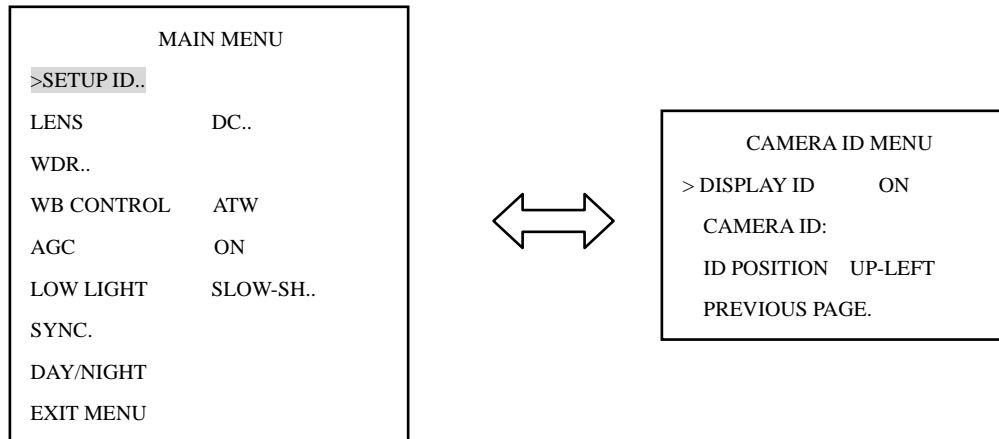 MAIN MENU
>SETUP ID..
LENS DC..
WDR..
WB CONTROL ATW
AGC ON
LOW LIGHT SLOW-SH..
SYNC.
DAY/NIGHT
EXIT MENU
CAMERA ID MENU
> DISPLAY ID ON
CAMERA ID:
ID POSITION UP-LEFT
PREVIOUS PAGE.